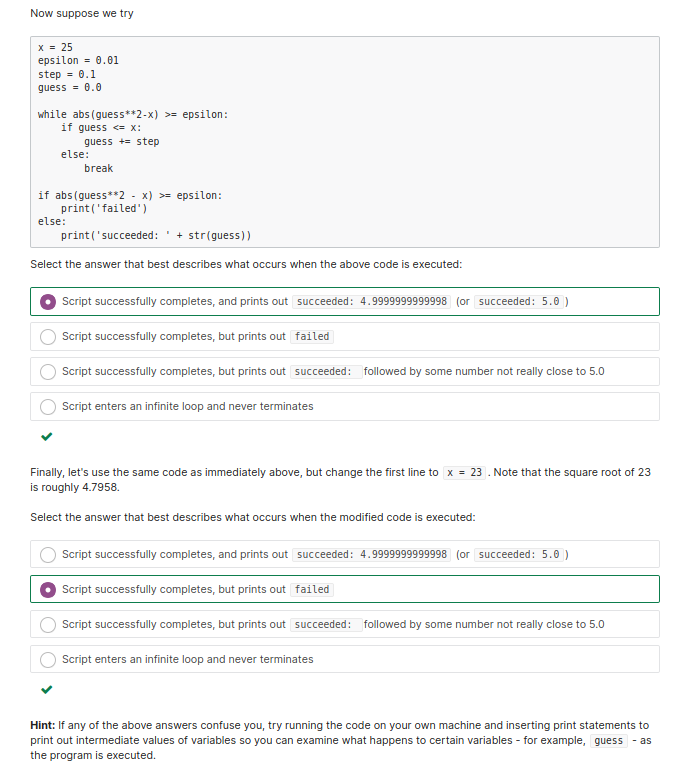 Now suppose we try
x = 25
epsilon = 0.01
step = 0.1
guess = 0.0
while abs(guess**2-x) >= epsilon:
    if guess <= x:
        guess += step
    else:
        break
if abs(guess**2 - x) >= epsilon:
    print('failed')
else:
    print('succeeded: ' + str(guess))
Select the answer that best describes what occurs when the above code is executed:
Script successfully completes, and prints out succeeded: 4.9999999999998 (or succeeded: 5.0 )
Script successfully completes, but prints out failed
Script successfully completes, but prints out succeeded: followed by some number not really close to 5.0
Script enters an infinite loop and never terminates
Finally, let's use the same code as immediately above, but change the first line to x = 23 . Note that the square root of 23
is roughly 4.7958.
Select the answer that best describes what occurs when the modified code is executed:
Script successfully completes, and prints out succeeded: 4.9999999999998 (or succeeded: 5.0 )
Script successfully completes, but prints out failed
Script successfully completes, but prints out succeeded: followed by some number not really close to 5.0
Script enters an infinite loop and never terminates
Hint: If any of the above answers confuse you, try running the code on your own machine and inserting print statements to
print out intermediate values of variables so you can examine what happens to certain variables - for example, guess - as
the program is executed.